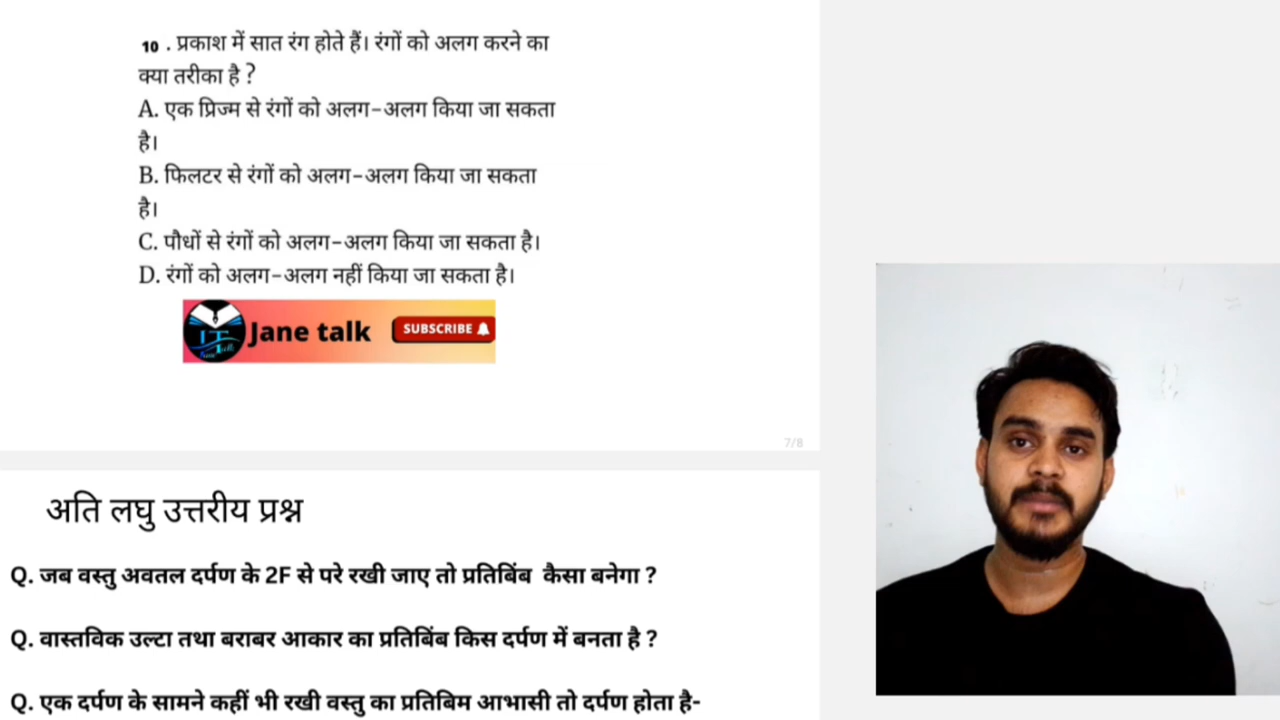 10 . प्रकाश में सात रंग होते हैं। रंगों को अलग करने का
क्या तरीका है ?
A. एक प्रिज्म से रंगों को अलग-अलग किया जा सकता
है।
B. फिलटर से रंगों को अलग-अलग किया जा सकता
है।
C. पौधों से रंगों को अलग-अलग किया जा सकता है।
D. रंगों को अलग-अलग नहीं किया जा सकता है।
Jane talk
SUBSCRIBE
7/8
अति लघु उत्तरीय प्रश्न
Q. जब वस्तु अवतल दर्पण के 2F से परे रखी जाए तो प्रतिबिंब कैसा बनेगा ?
Q. वास्तविक उल्टा तथा बराबर आकार का प्रतिबिंब किस दर्पण में बनता है ?
Q. एक दर्पण के सामने कहीं भी रखी वस्तु का प्रतिबिम आभासी तो दर्पण होता है-